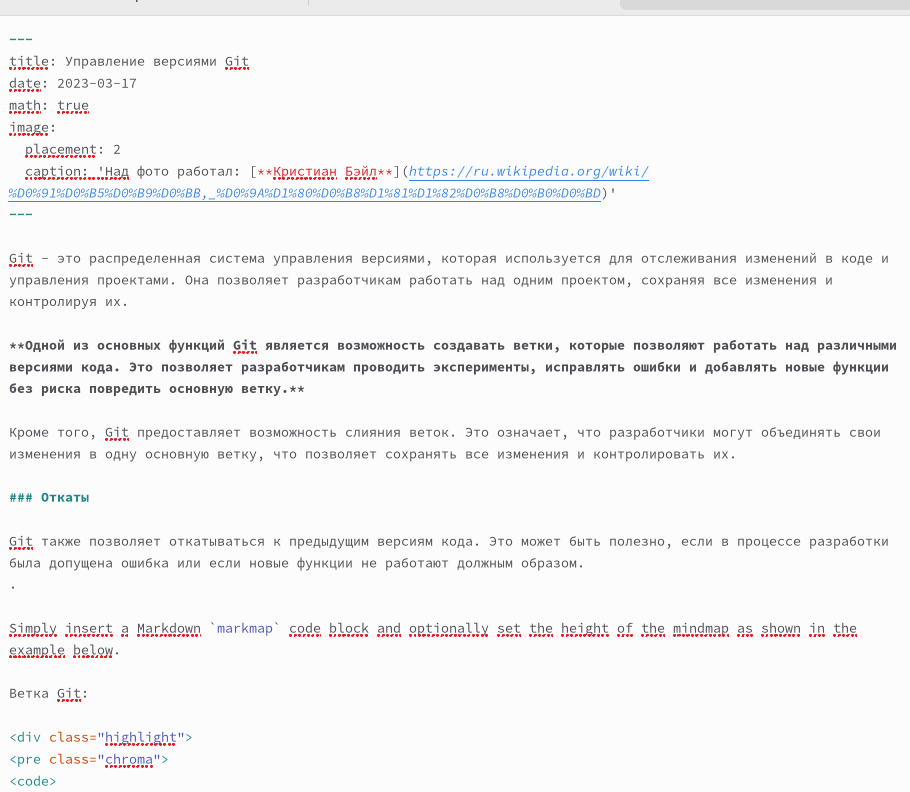 ---
title: Управление версиями Git
date: 2023-03-17
math: true
image:
  placement: 2
  caption: 'Над фото работал: [**Кристиан Бэйл**](https://ru.wikipedia.org/wiki/
%D0%91%D0%B5%D0%B9%D0%BB,_%D0%9A%D1%80%D0%B8%D1%81%D1%82%D0%B8%D0%B0%D0%BD)'
---
Git - это распределенная система управления версиями, которая используется для отслеживания изменений в коде и
управления проектами. Она позволяет разработчикам работать над одним проектом, сохраняя все изменения и
контролируя их.
**Одной из основных функций Git является возможность создавать ветки, которые позволяют работать над различными
версиями кода. Это позволяет разработчикам проводить эксперименты, исправлять ошибки и добавлять новые функции
без риска повредить основную ветку.**
Кроме того, Git предоставляет возможность слияния веток. Это означает, что разработчики могут объединять свои
изменения в одну основную ветку, что позволяет сохранять все изменения и контролировать их.
### Откаты
Git также позволяет откатываться к предыдущим версиям кода. Это может быть полезно, если в процессе разработки
была допущена ошибка или если новые функции не работают должным образом.
.
Simply insert a Markdown `markmap` code block and optionally set the height of the mindmap as shown in the
example below.
Ветка Git:
<div class="highlight">
<pre class="chroma">
<code>